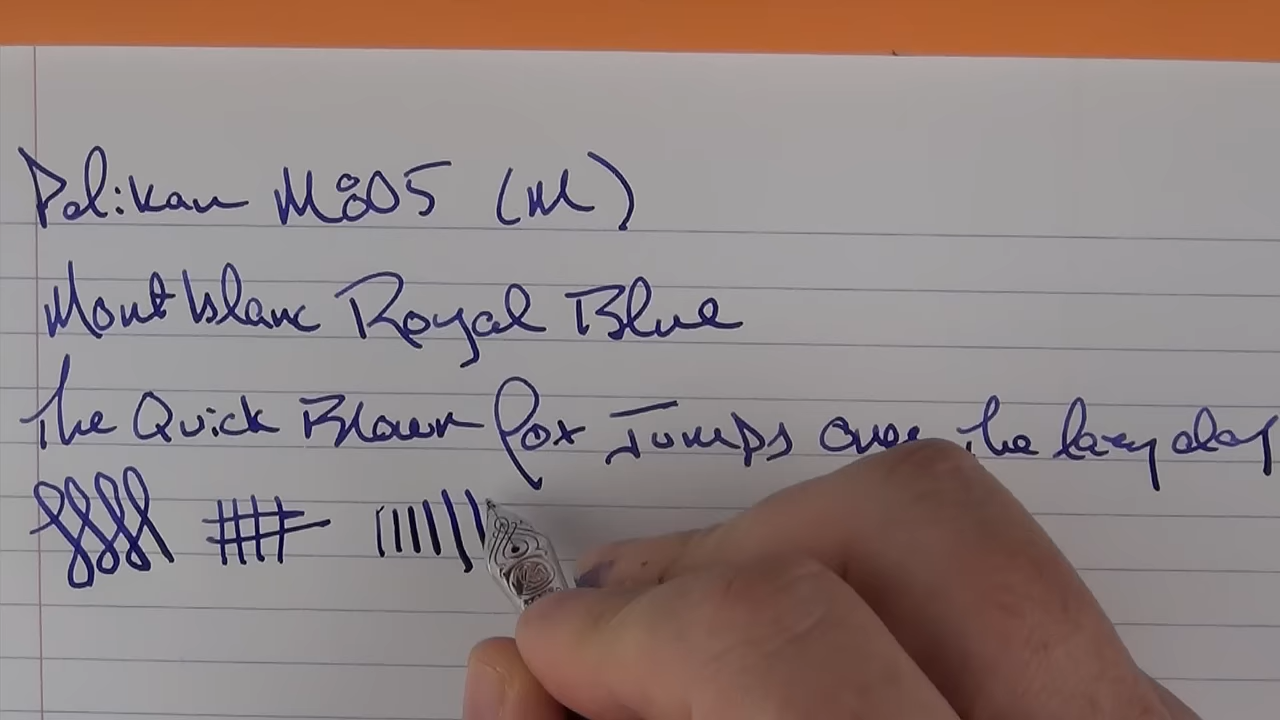 Pelikan M805 (M)
Montblanc Royal Blue
The Quick Brown fox Jumps over the lazy dog